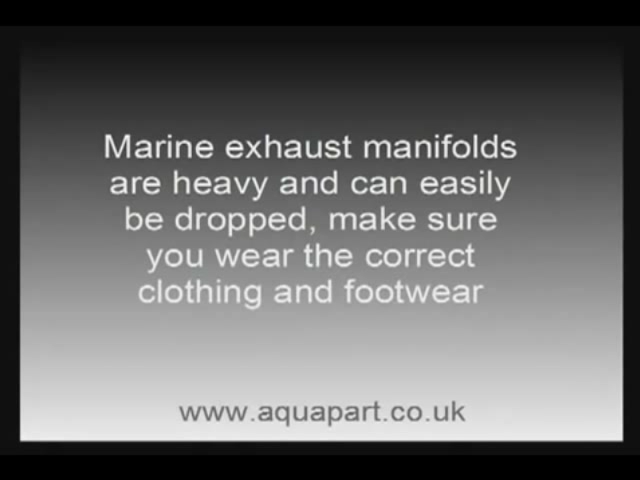 Marine exhaust manifolds
are heavy and can easily
be dropped, make sure
you wear the correct
clothing and footwear
www.aquapart.co.uk